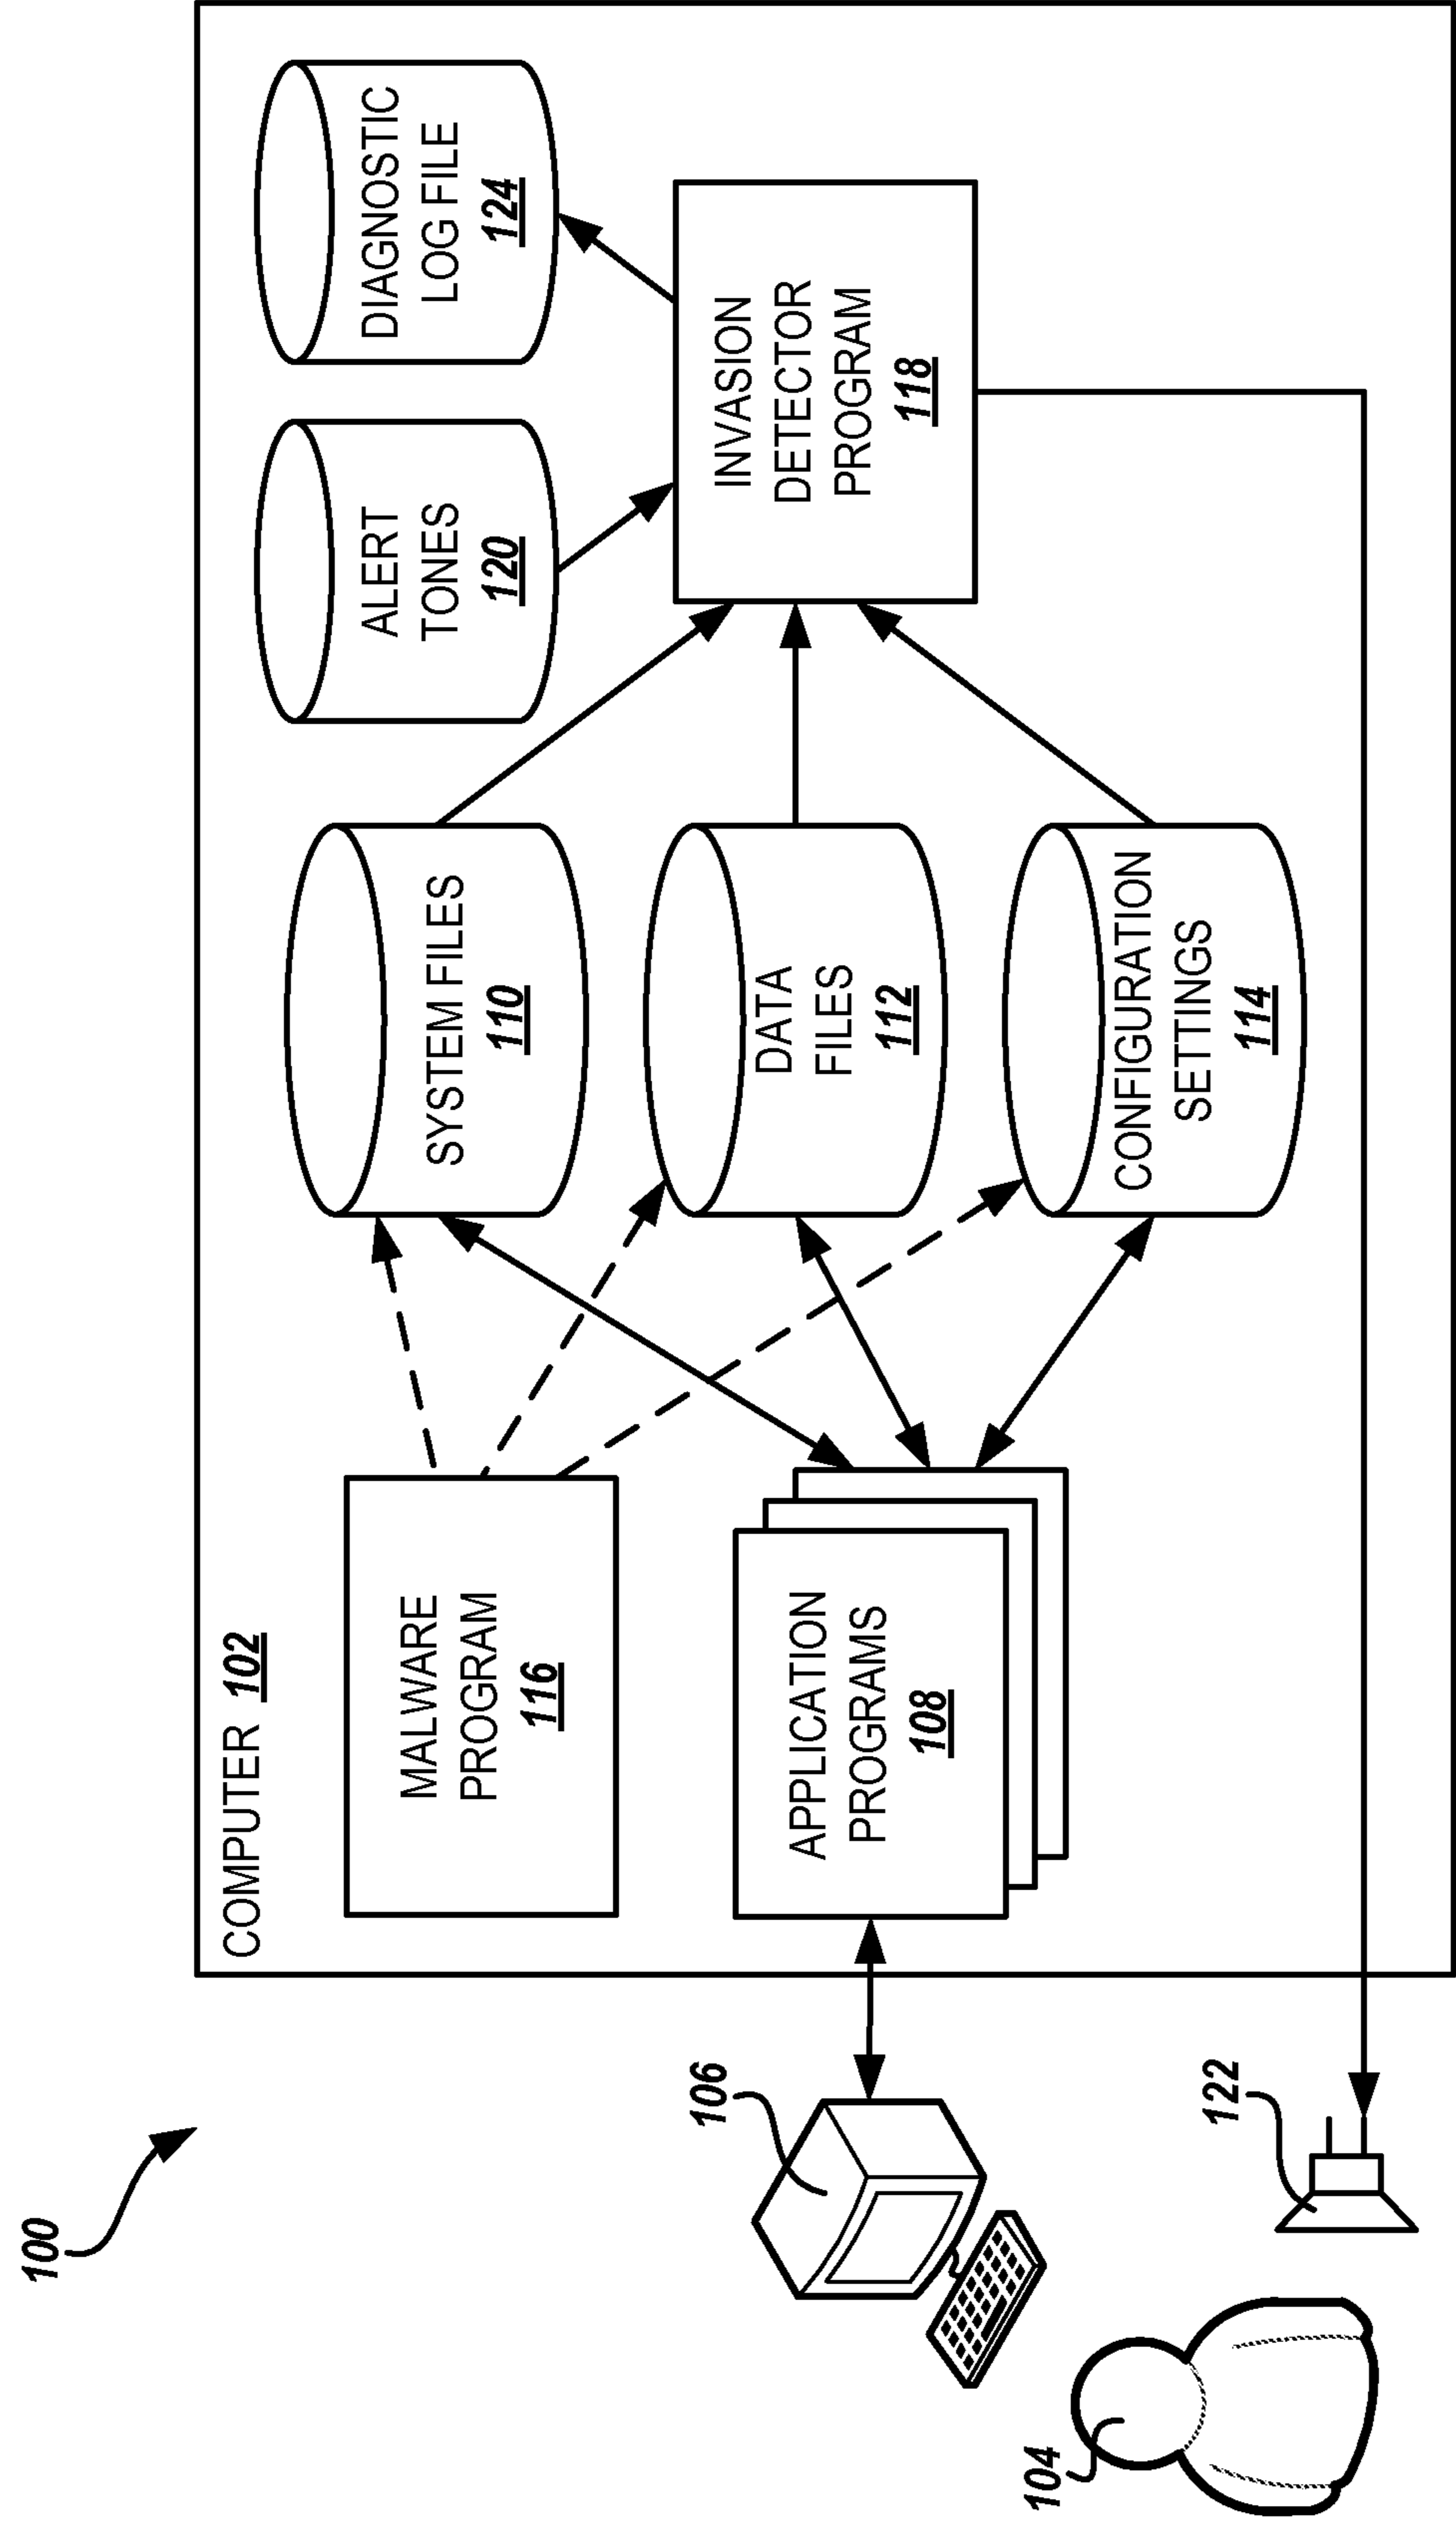 100
COMPUTER 102
MALWARE
PROGRAM
116
SYSTEM FILES
110
ALERT
TONES
120
DIAGNOSTIC
LOG FILE
124
106
APPLICATION
PROGRAMS
108
DATA
FILES
112
INVASION
DETECTOR
PROGRAM
118
CONFIGURATION
SETTINGS
114
104
122